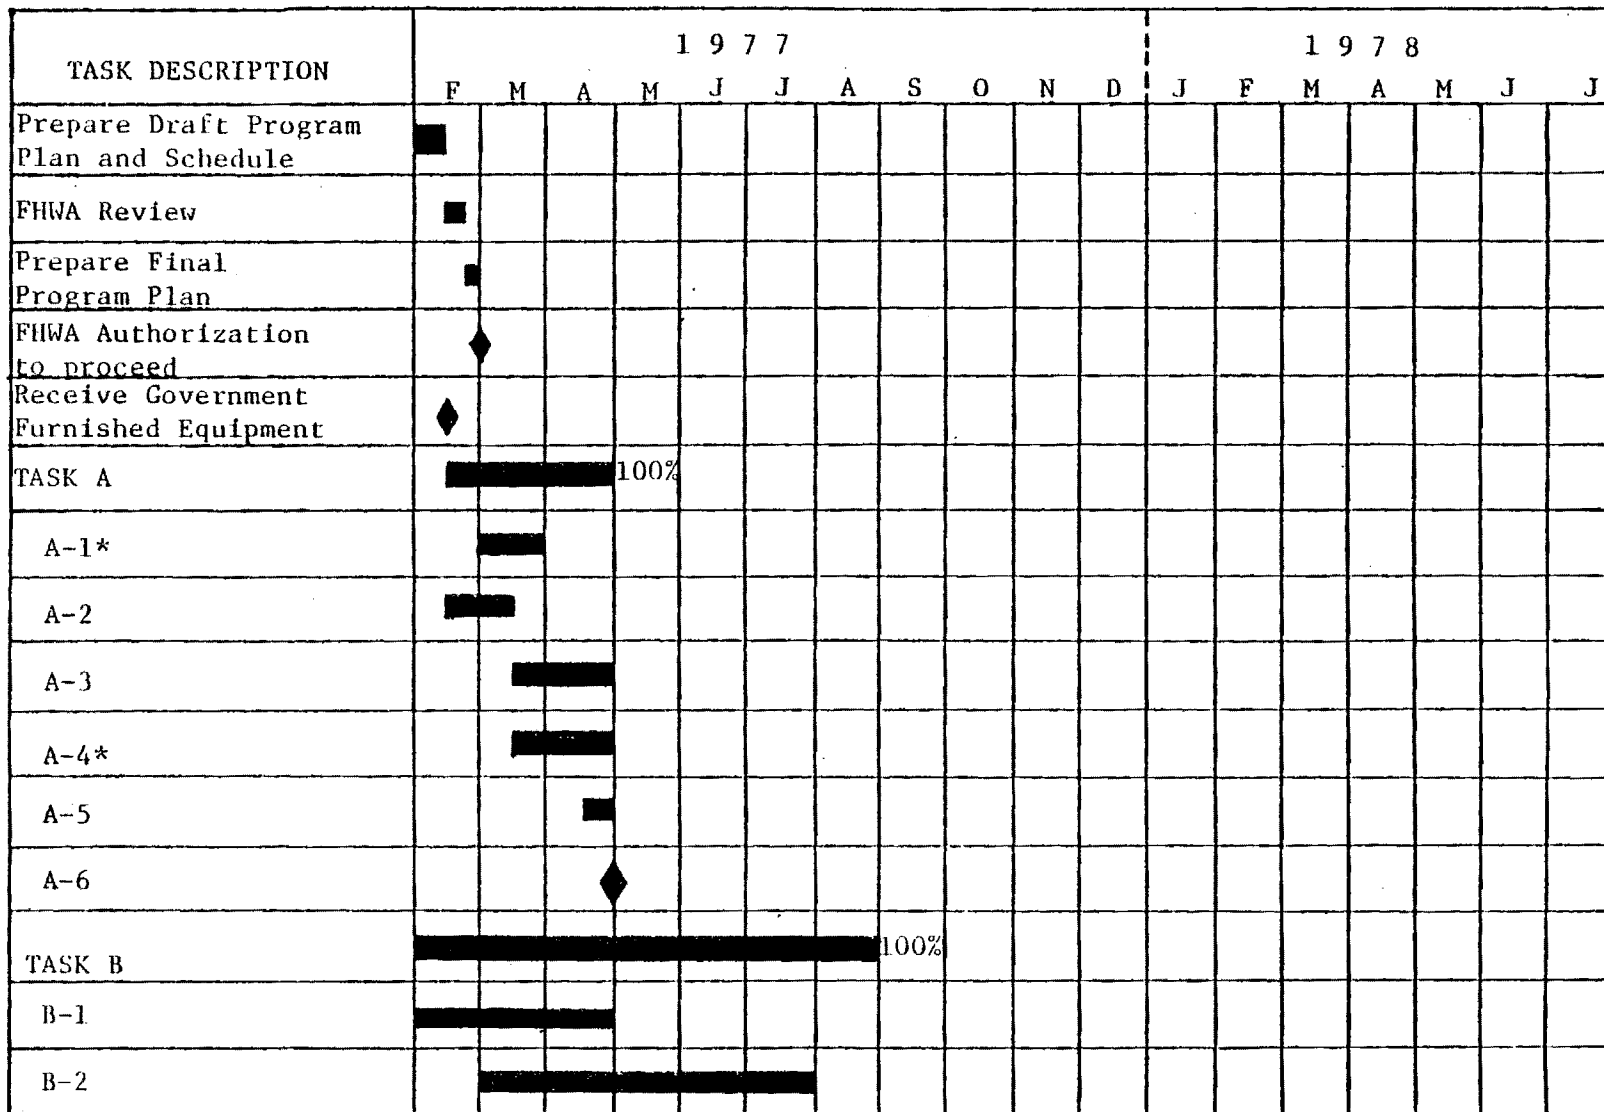 1 9 7 7 1 9 7 8
TASK DESCRIPTION
F M A M J J A S O N D J F M A M J J
Prepare Draft Program
Plan and Schedule
FHWA Review
Prepare Final
Program Plan
FHWA Authorization
to proceed
Receive Government
Furnished Equipment
TASK A 100%
A-1*
A-2
A-3
A-4*
A-5
A-6
TASK B 100%
B-1
B-2